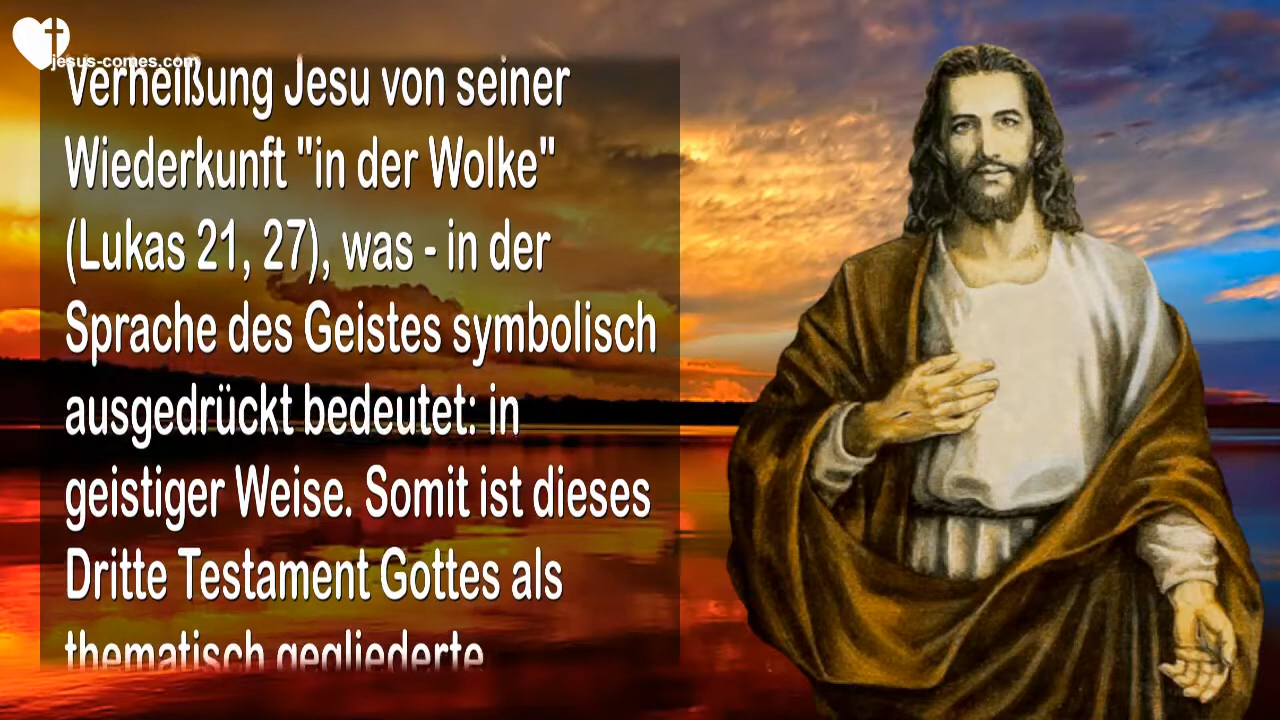 jesus-comes.com
Verheißung Jesu von seiner
Wiederkunft "in der Wolke"
(Lukas 21, 27), was - in der
Sprache des Geistes symbolisch
ausgedrückt bedeutet: in
geistiger Weise. Somit ist dieses
Dritte Testament Gottes als
thematisch gegliederte